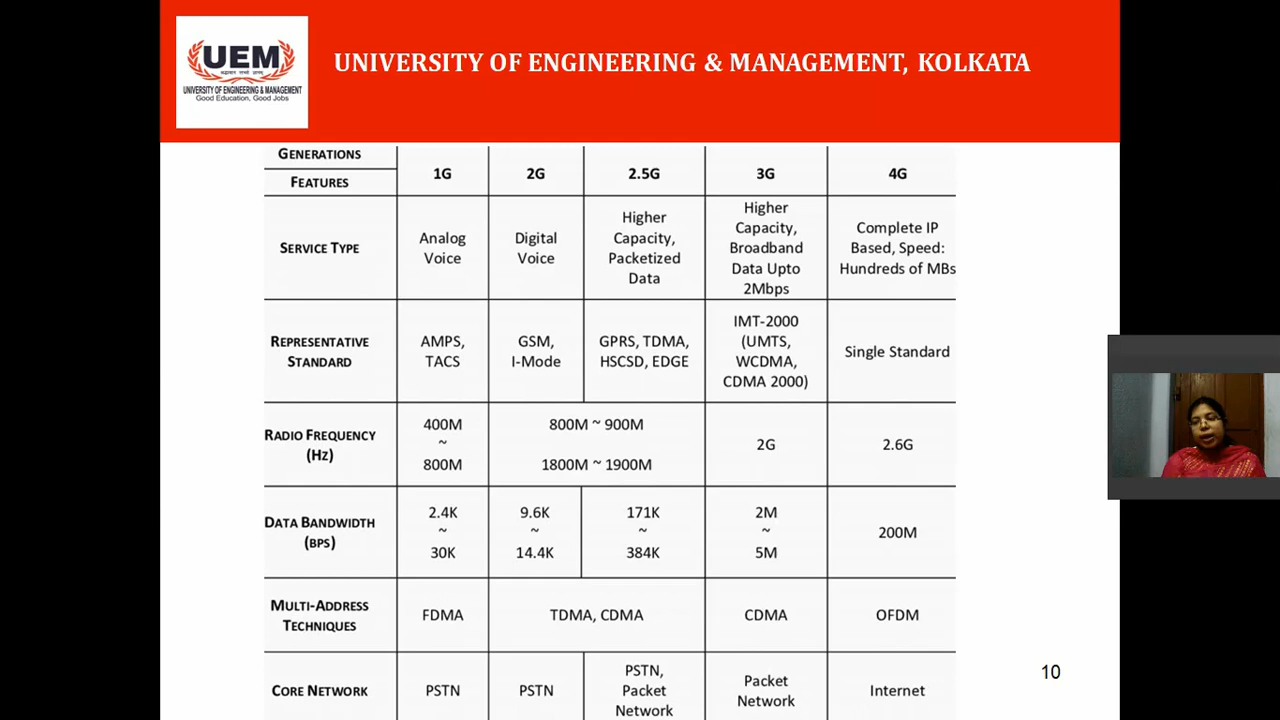 UEM
UNIVERSITY OF ENGINEERING & MANAGEMENT
Good Education, Good Jobs
UNIVERSITY OF ENGINEERING & MANAGEMENT, KOLKATA
GENERATIONS
FEATURES
1G
2G
2.5G
3G
4G
SERVICE TYPE
Analog
Voice
Digital
Voice
Higher
Capacity,
Packetized
Data
Higher
Capacity,
Broadband
Data Upto
2Mbps
Complete IP
Based, Speed:
Hundreds of MBs
REPRESENTATIVE
STANDARD
AMPS,
TACS
GSM,
I-Mode
GPRS, TDMA,
HSCSD, EDGE
IMT-2000
(UMTS,
WCDMA,
CDMA 2000)
Single Standard
RADIO FREQUENCY
(HZ)
400M
~
800M
800M ~ 900M
1800M ~ 1900M
2G
2.6G
DATA BANDWIDTH
(BPS)
2.4K
~
30K
9.6K
~
14.4K
171K
~
384K
2M
~
5M
200M
MULTI-ADDRESS
TECHNIQUES
FDMA
TDMA, CDMA
CDMA
OFDM
CORE NETWORK
PSTN
PSTN
PSTN,
Packet
Network
Packet
Network
Internet
10